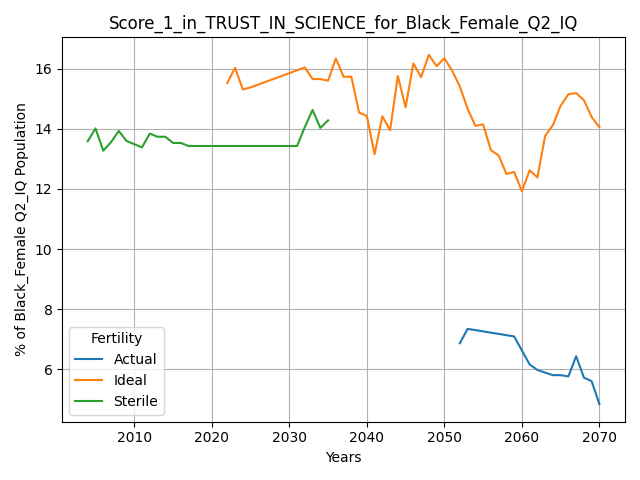 Score_1_in_TRUST_IN_SCIENCE_for_Black_Female_Q2_IQ
% of Black_Female Q2_IQ Population
16
14
12
10
8
6
Fertility
Actual
Ideal
Sterile
2010 2020 2030 2040 2050 2060 2070
Years